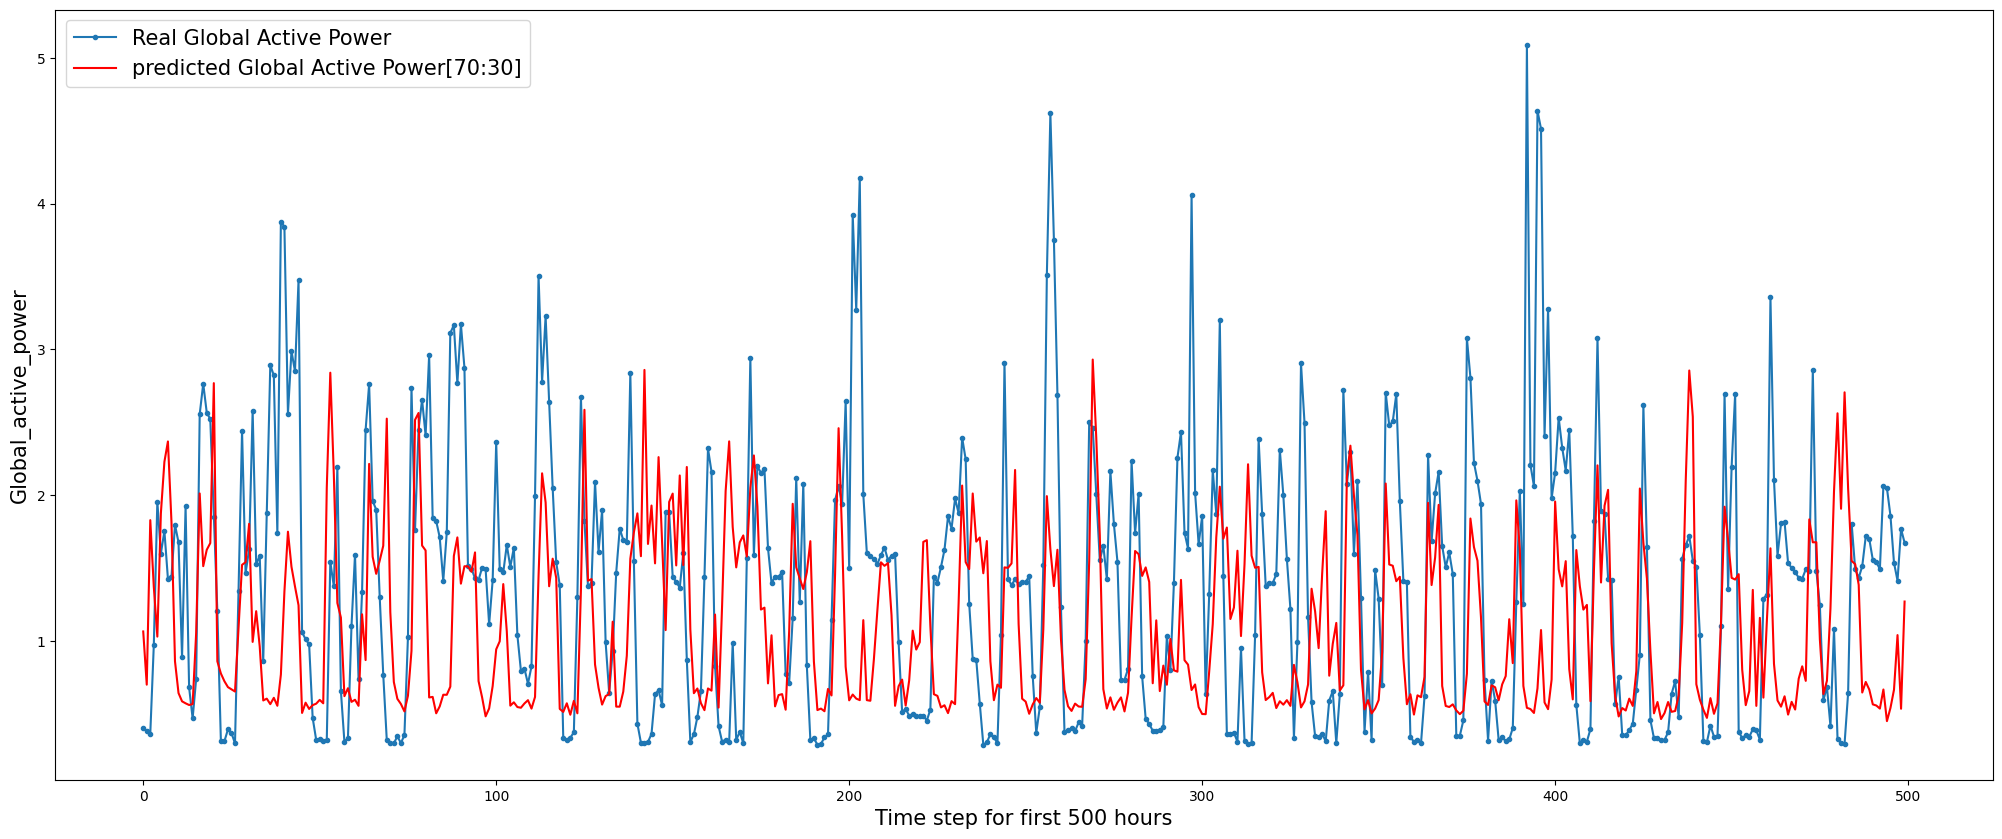 Real Global Active Power
predicted Global Active Power[70:30]
Global_active_power
5
4
3
2
1
0
100
200
300
400
500
Time step for first 500 hours